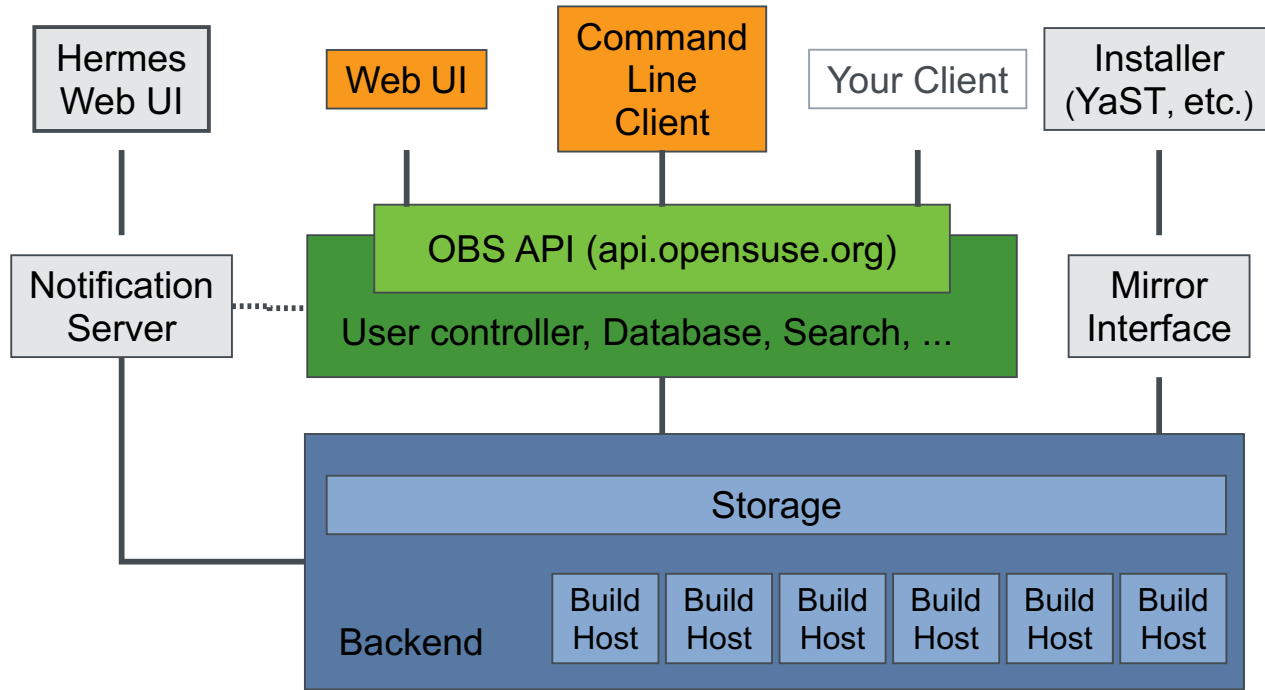 Hermes
Web UI
Web UI
Command
Line
Client
Your Client
Installer
(YaST, etc.)
OBS API (api.opensuse.org)
Notification
Server
User controller, Database, Search, ...
Mirror
Interface
Storage
Build
Host
Build
Host
Build
Host
Build
Host
Build
Host
Build
Host
Backend